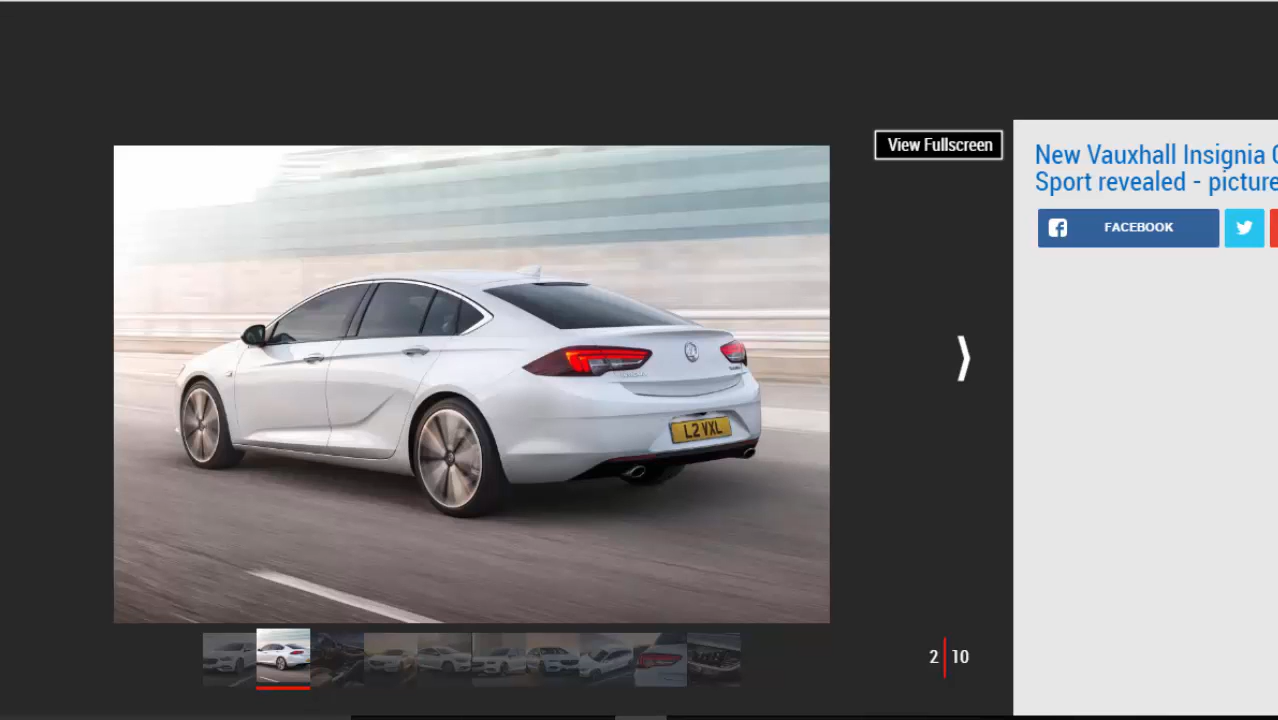 View Fullscreen
New Vauxhall Insignia
Sport revealed - picture
FACEBOOK
L2 VXL
2 10